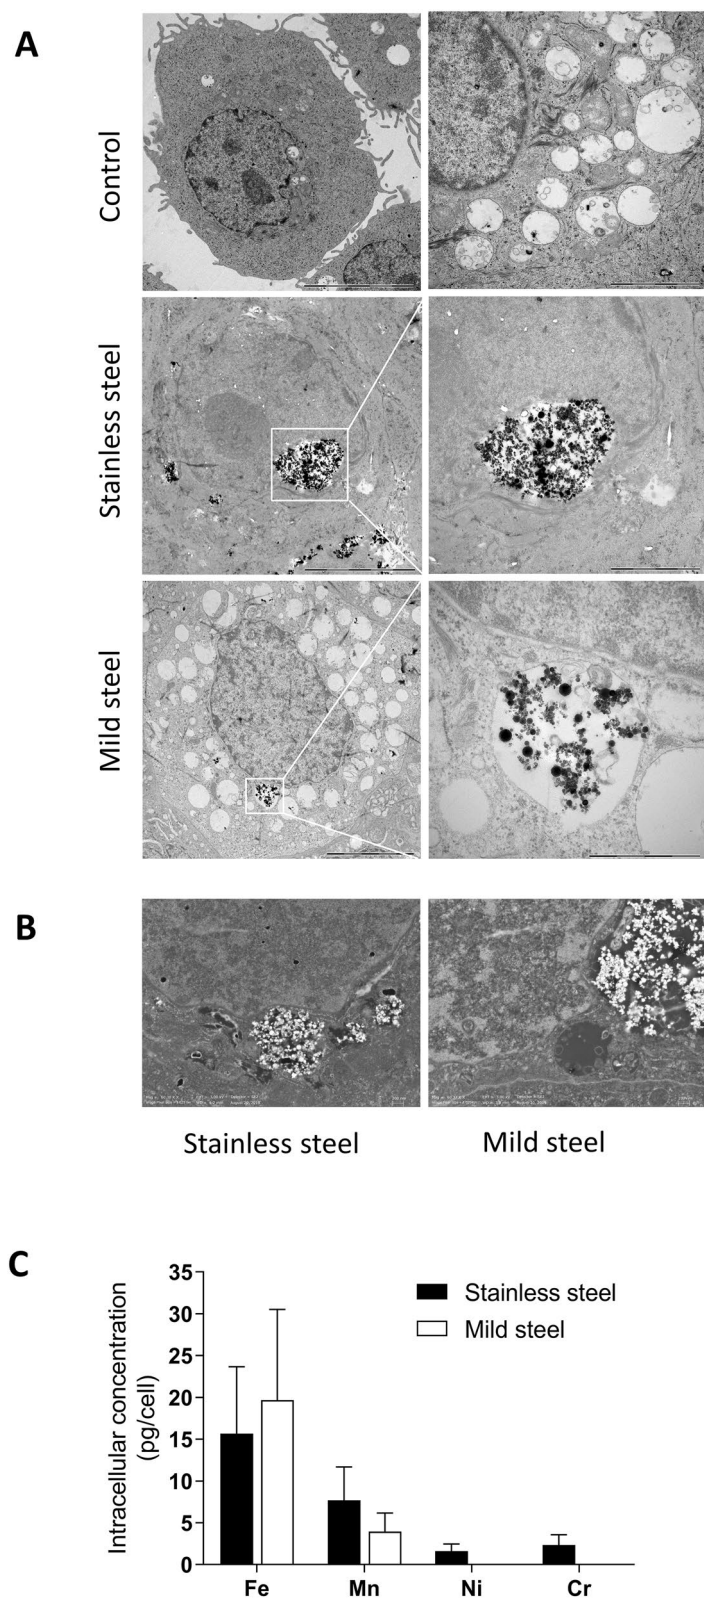 A
Control
Stainless steel
Mild steel
B
Stainless steel
Mild steel
C
Intracellular concentration
(pg/cell)
35
30
25
20
15
10
5
0
Stainless steel
Mild steel
Fe
Mn
Ni
Cr